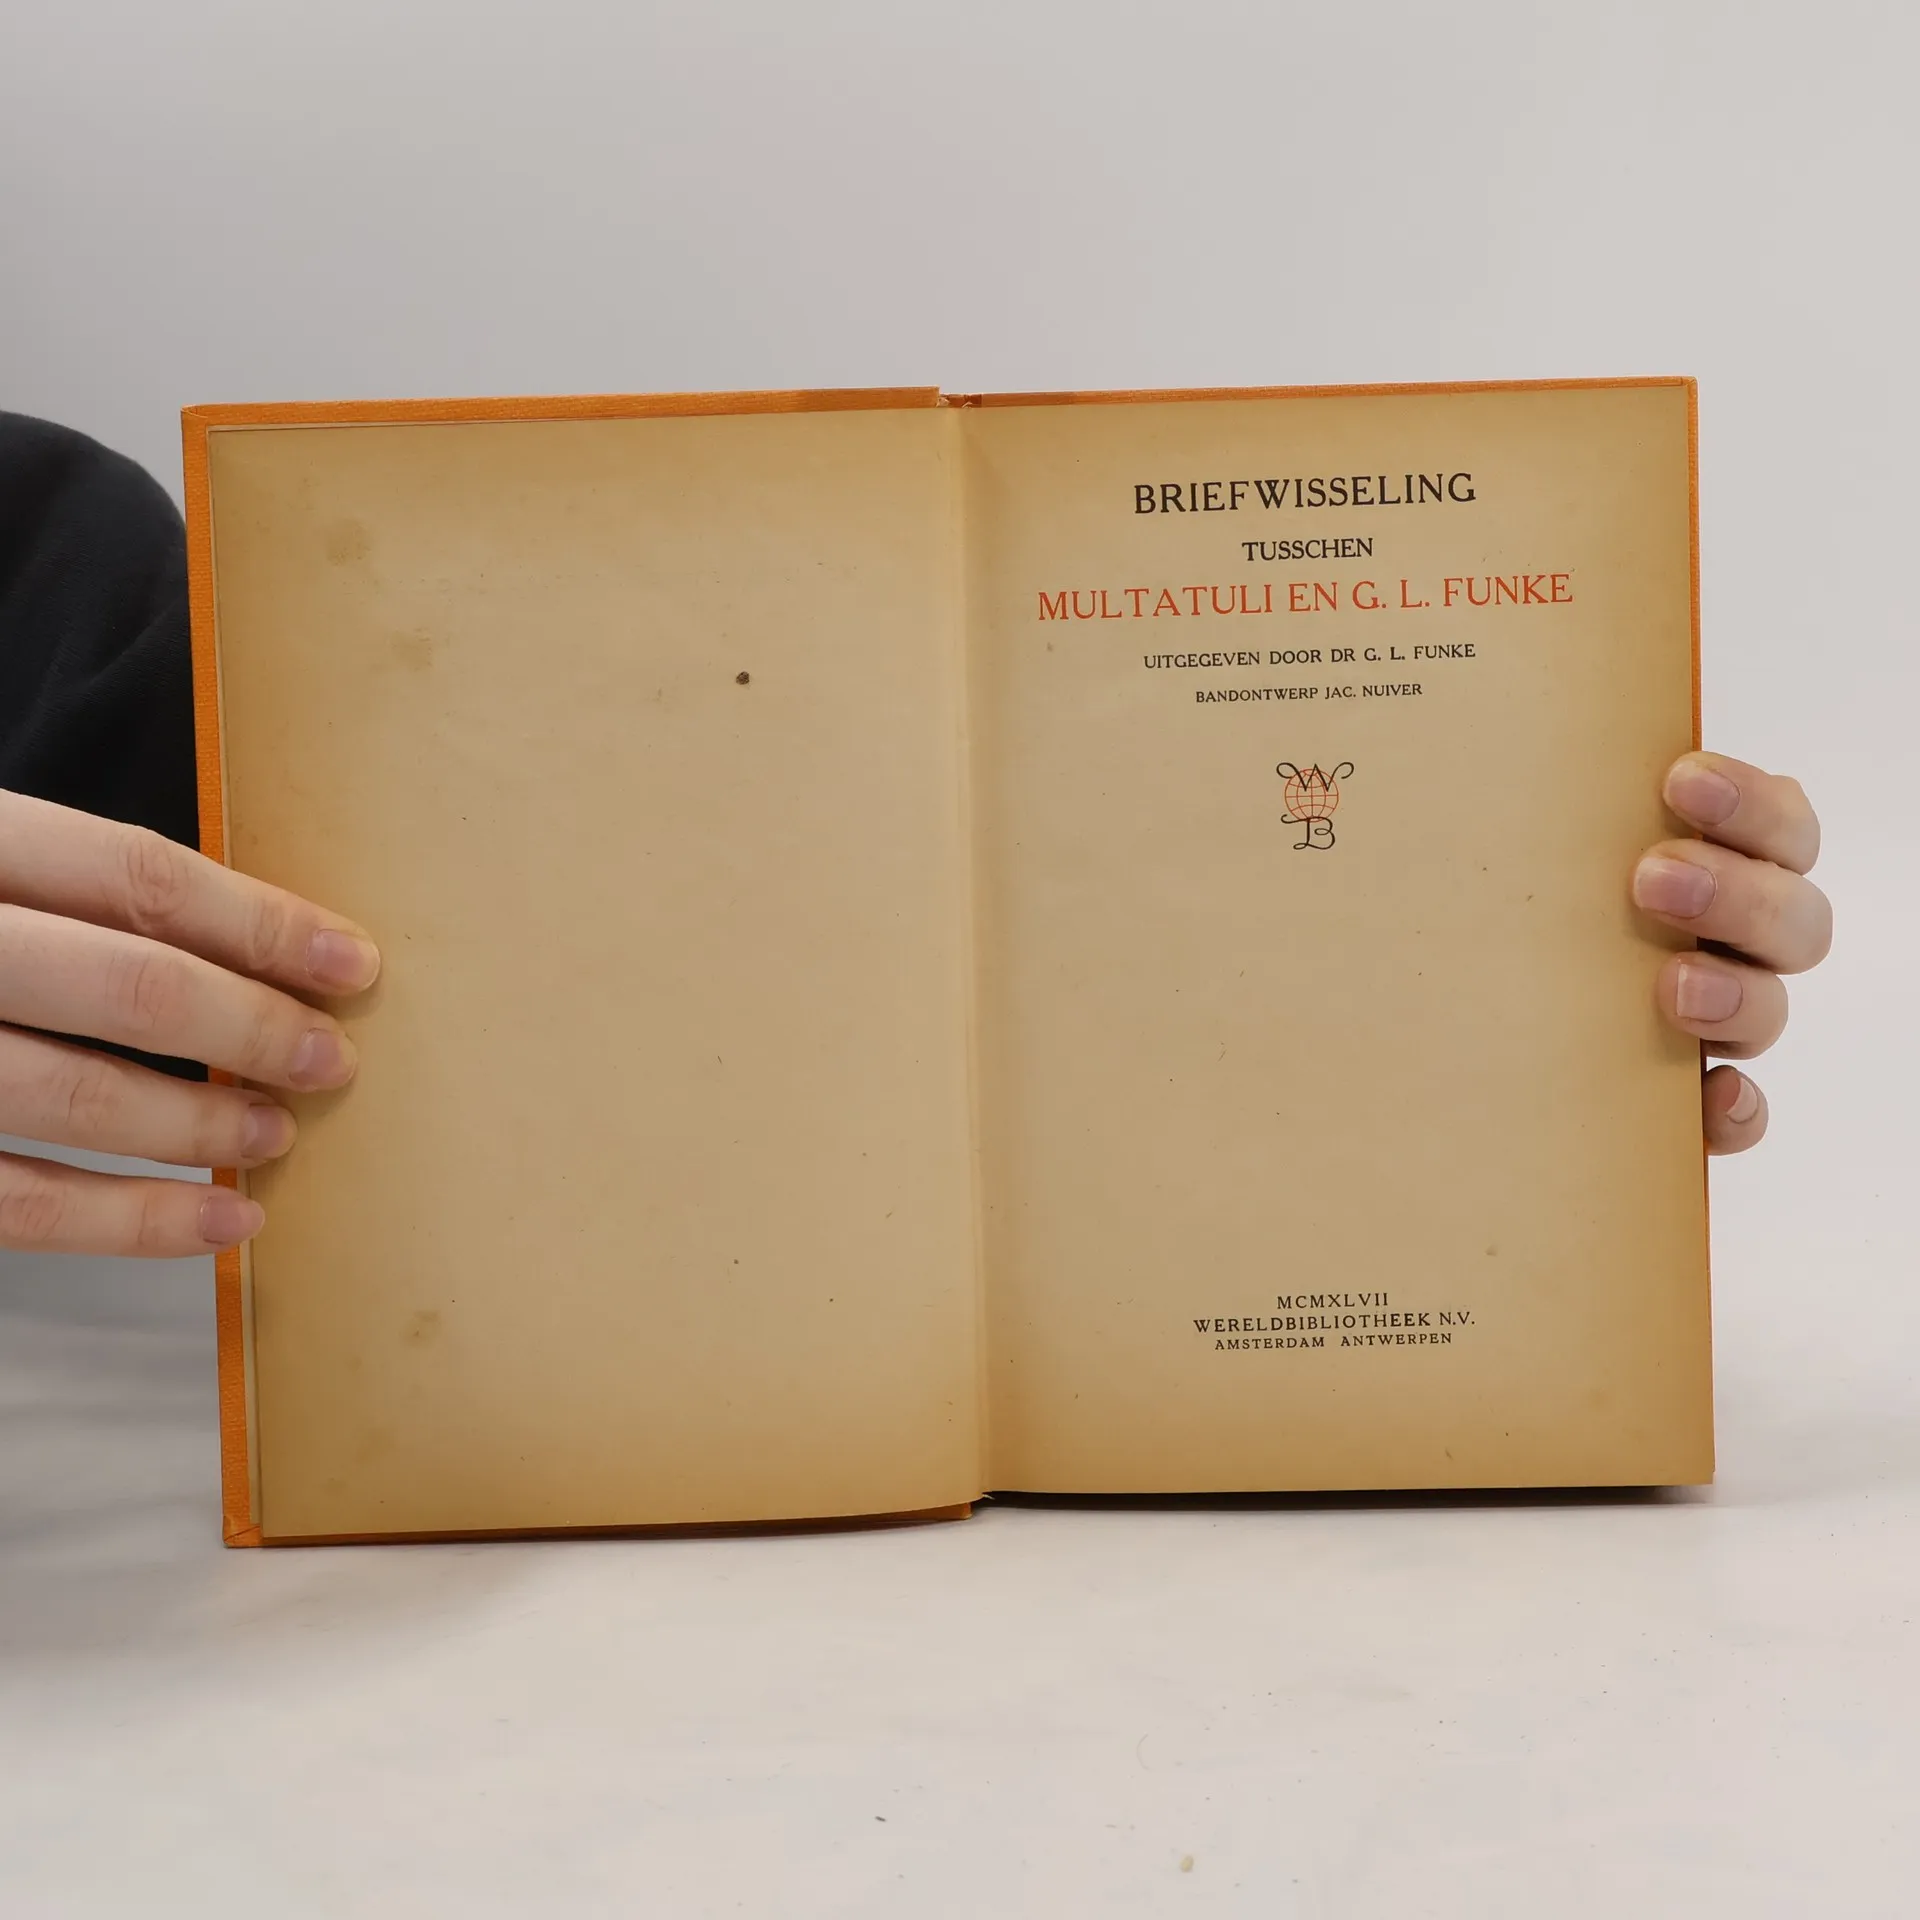 BRIEFWISSELING
TUSSCHEN
MULTATULI EN G. L. FUNKE
UITGEGEVEN DOOR DR G. L. FUNKE
BANDONTWERP JAC. NUIVER
W
B
MCMXLVII
WERELDBIBLIOTHEEK N.V.
AMSTERDAM ANTWERPEN